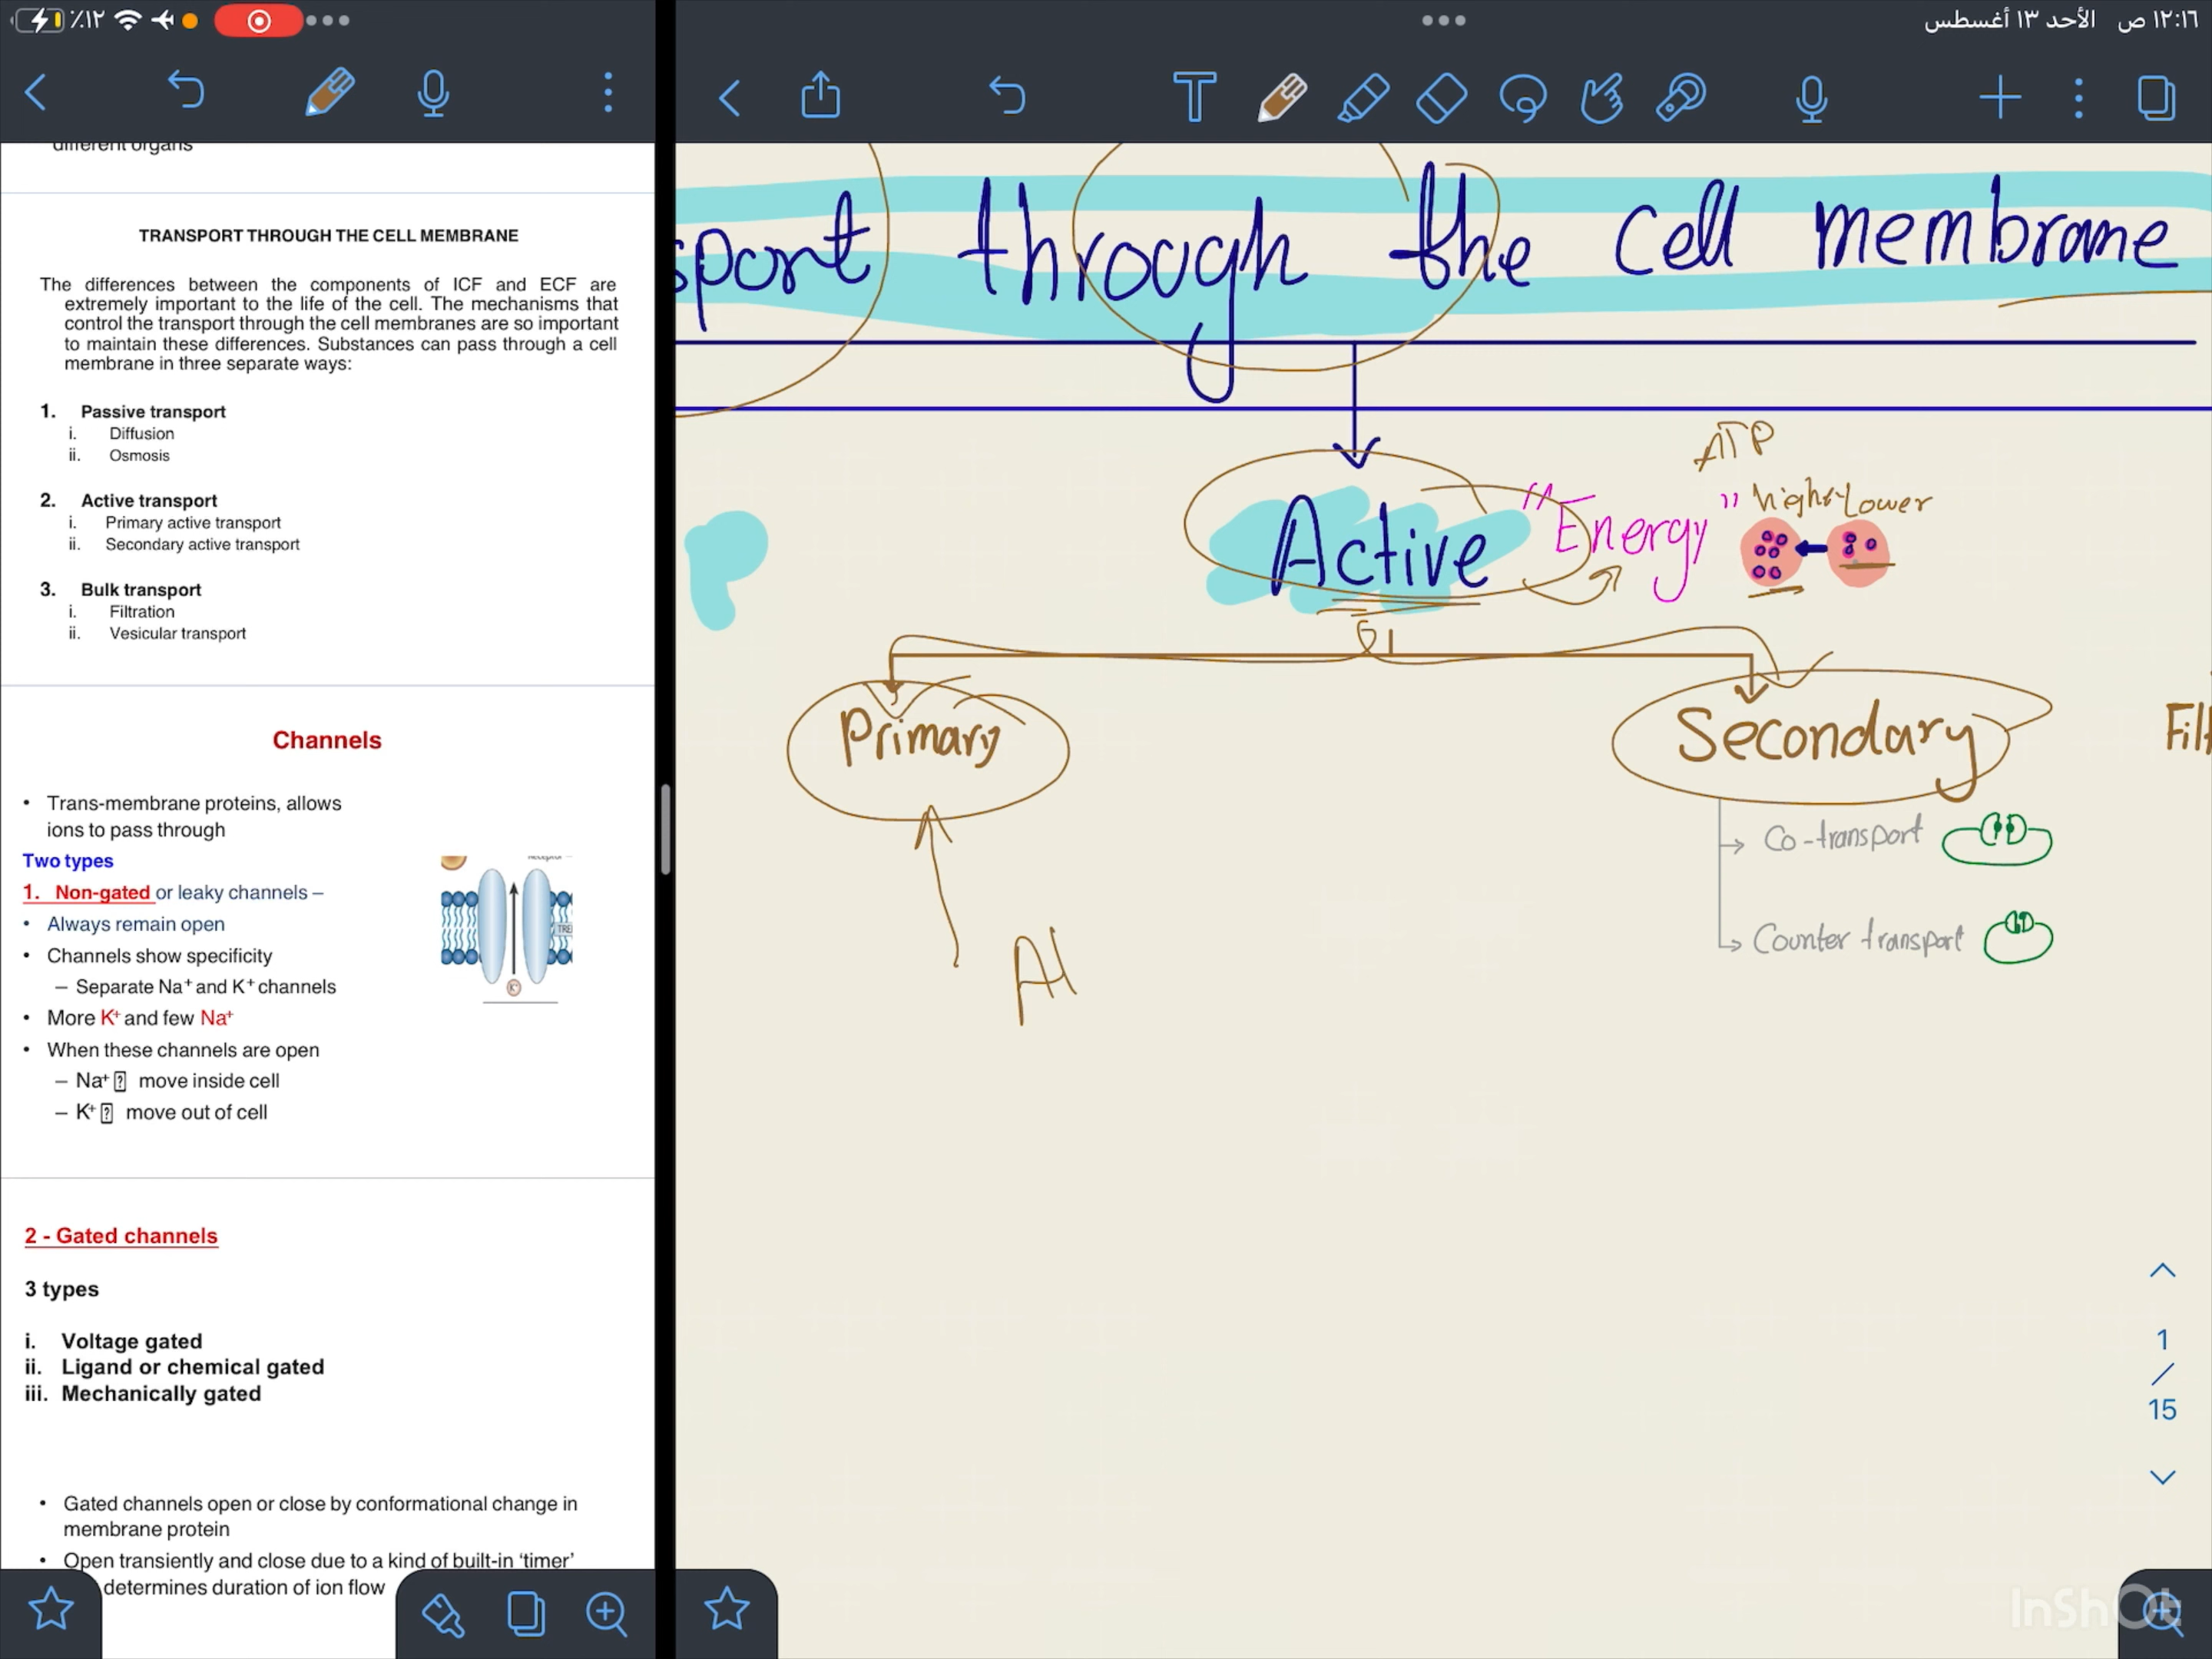 ٪١٢
١٢:١٦ ص الأحد ١٣ أغسطس
different organs
TRANSPORT THROUGH THE CELL MEMBRANE
The differences between the components of ICF and ECF are
extremely important to the life of the cell. The mechanisms that
control the transport through the cell membranes are so important
to maintain these differences. Substances can pass through a cell
membrane in three separate ways:
1. Passive transport
i. Diffusion
ii. Osmosis
2. Active transport
i. Primary active transport
ii. Secondary active transport
3. Bulk transport
i. Filtration
ii. Vesicular transport
Channels
• Trans-membrane proteins, allows
ions to pass through
Two types
1. Non-gated or leaky channels –
• Always remain open
• Channels show specificity
– Separate Na⁺ and K⁺ channels
• More K⁺ and few Na⁺
• When these channels are open
– Na⁺ move inside cell
– K⁺ move out of cell
2 - Gated channels
3 types
i. Voltage gated
ii. Ligand or chemical gated
iii. Mechanically gated
• Gated channels open or close by conformational change in
membrane protein
• Open transiently and close due to a kind of built-in ‘timer’
determines duration of ion flow
sport through the cell membrane
ATP
Active "Energy" high-Lower
Primary
Secondary
Fil
Co-transport
Counter transport
1
/
15
InShOt